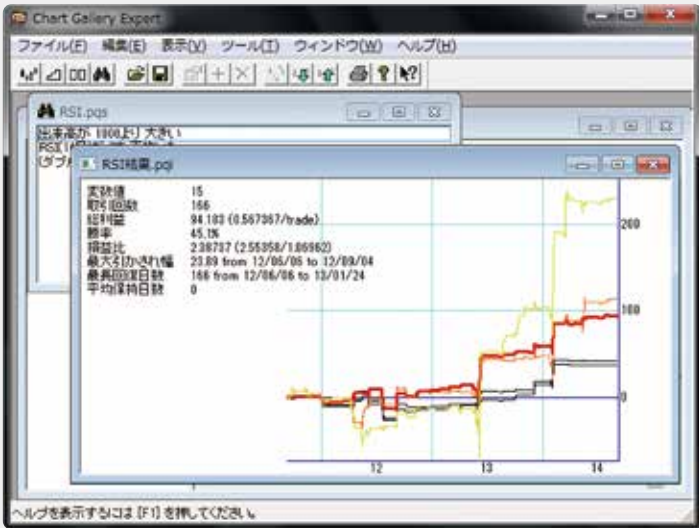 Chart Gallery Expert
ファイル(F) 編集(E) 表示(V) ツール(T) ウィンドウ(W) ヘルプ(H)
RSI.pqs
出来高が 1000より 大きい
RSI結果.pqi
変数値 15
取引回数 166
総利益 94.183 (0.567367/trade)
勝率 45.1%
損益比 2.38737 (2.55358/1.06962)
最大引かされ幅 23.89 from 12/06/06 to 12/09/04
最長回復日数 166 from 12/06/06 to 13/01/24
平均保持日数 0
200
100
0
12 13 14
ヘルプを表示するには [F1] を押してください。